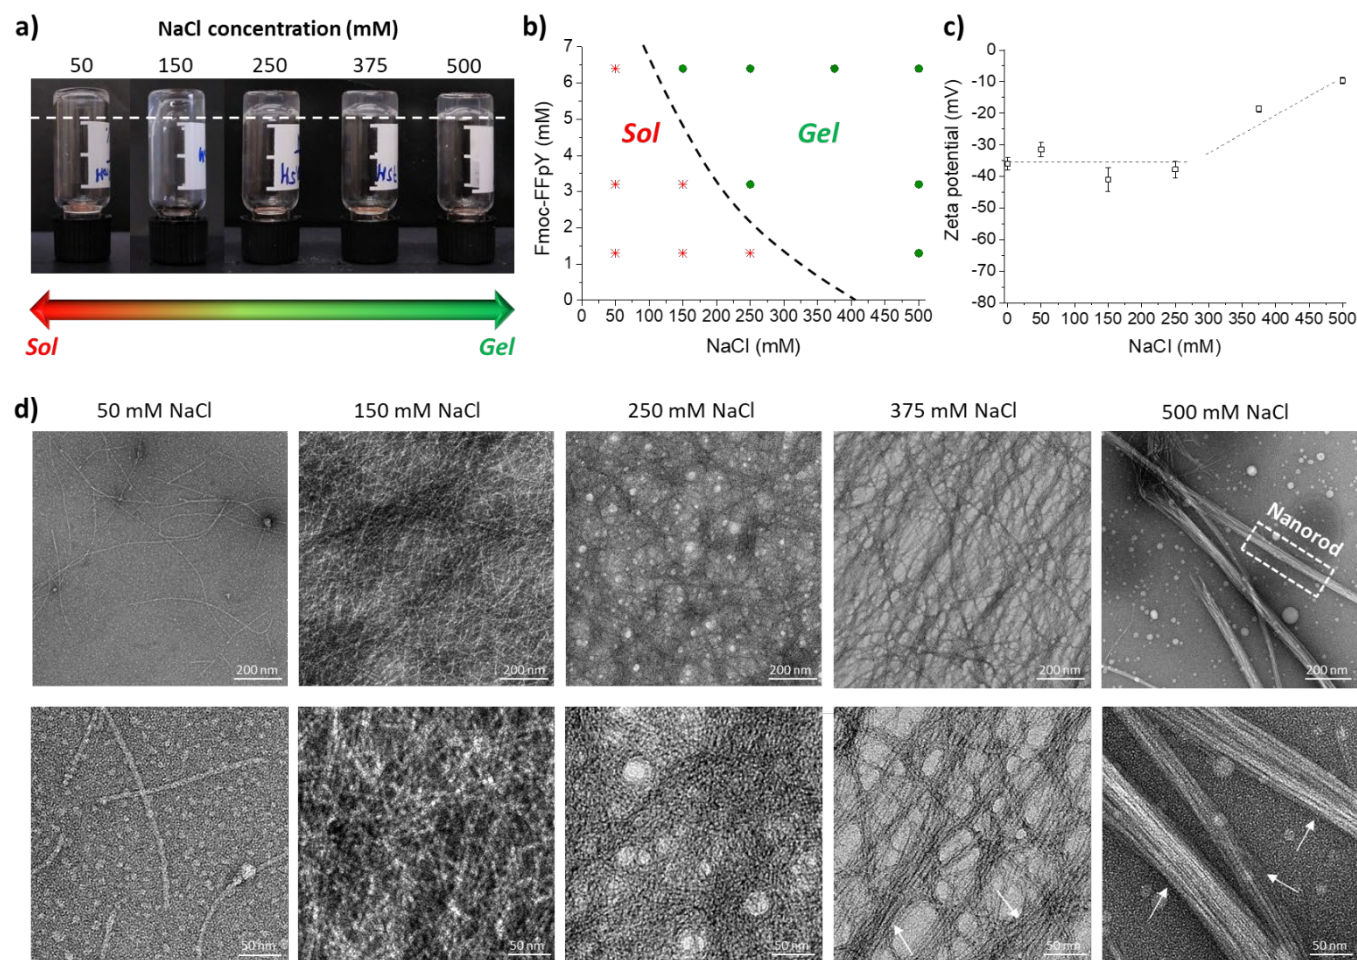 a)
NaCl concentration (mM)
50 150 250 375 500
Sol
Gel
b)
Fmoc-FFpY (mM)
7
6
5
4
3
2
1
0
Sol
Gel
0 50 100 150 200 250 300 350 400 450 500
NaCl (mM)
c)
Zeta potential (mV)
0
-10
-20
-30
-40
-50
-60
-70
-80
0 50 100 150 200 250 300 350 400 450 500
NaCl (mM)
d)
50 mM NaCl
150 mM NaCl
250 mM NaCl
375 mM NaCl
500 mM NaCl
Nanorod
200 nm
200 nm
200 nm
200 nm
200 nm
50 nm
50 nm
50 nm
50 nm
50 nm